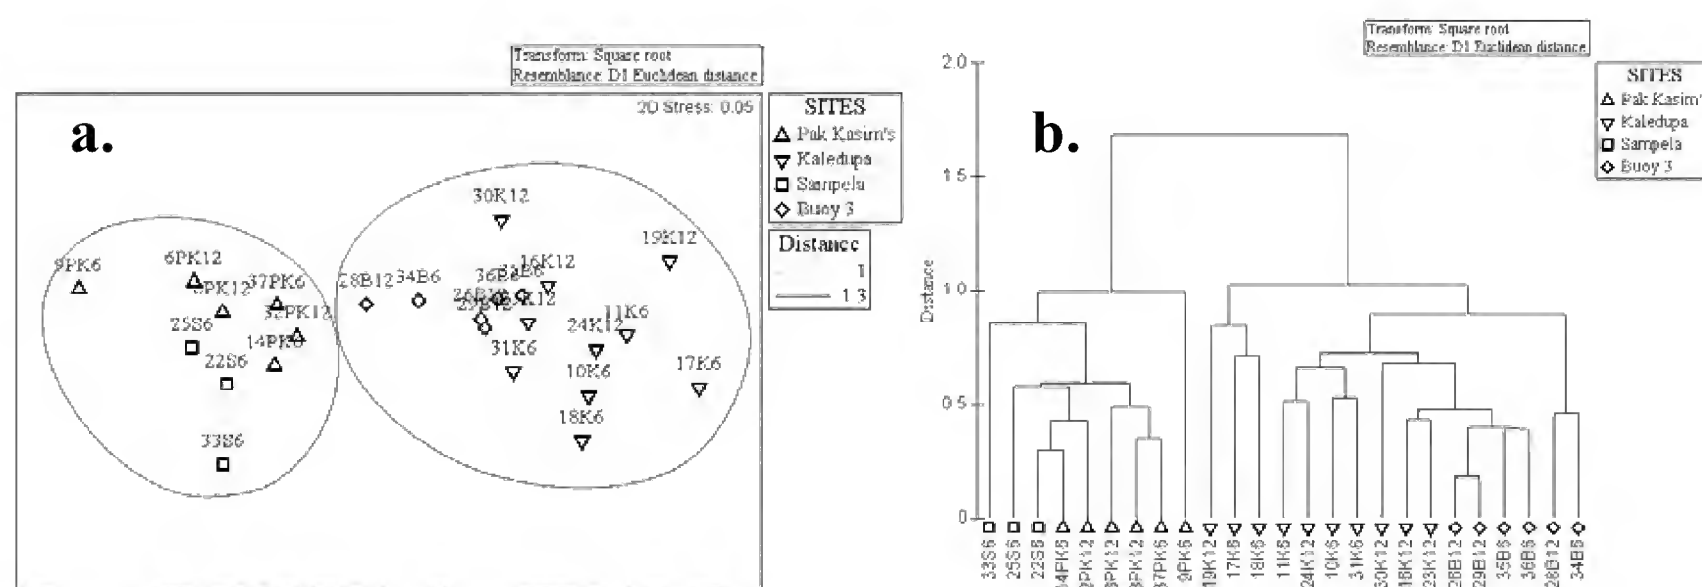 Transform: Square root
Resemblance: D1 Euclidean distance
2D Stress: 0.05
a.
SITES
Pak Kasim's
Kaledupa
Sampela
Buoy 3
Distance
1
1.3
30K12
19K12
9PK6
6PK12
37PK6
28B12
34B6
36B6
16K12
32PK12
25S6
14PK6
22S6
24K12
11K6
31K6
10K6
17K6
18K6
33S6
Transform: Square root
Resemblance: D1 Euclidean distance
2.0
b.
SITES
Pak Kasim'
Kaledupa
Sampela
Buoy 3
1.5
1.0
Distance
0.5
0
33S6
25S6
22S6
14PK6
37PK6
9PK6
19K12
17K6
18K6
11K6
24K12
10K6
31K6
30K12
16K12
23K12
29B12
35B6
36B6
28B12
34B6